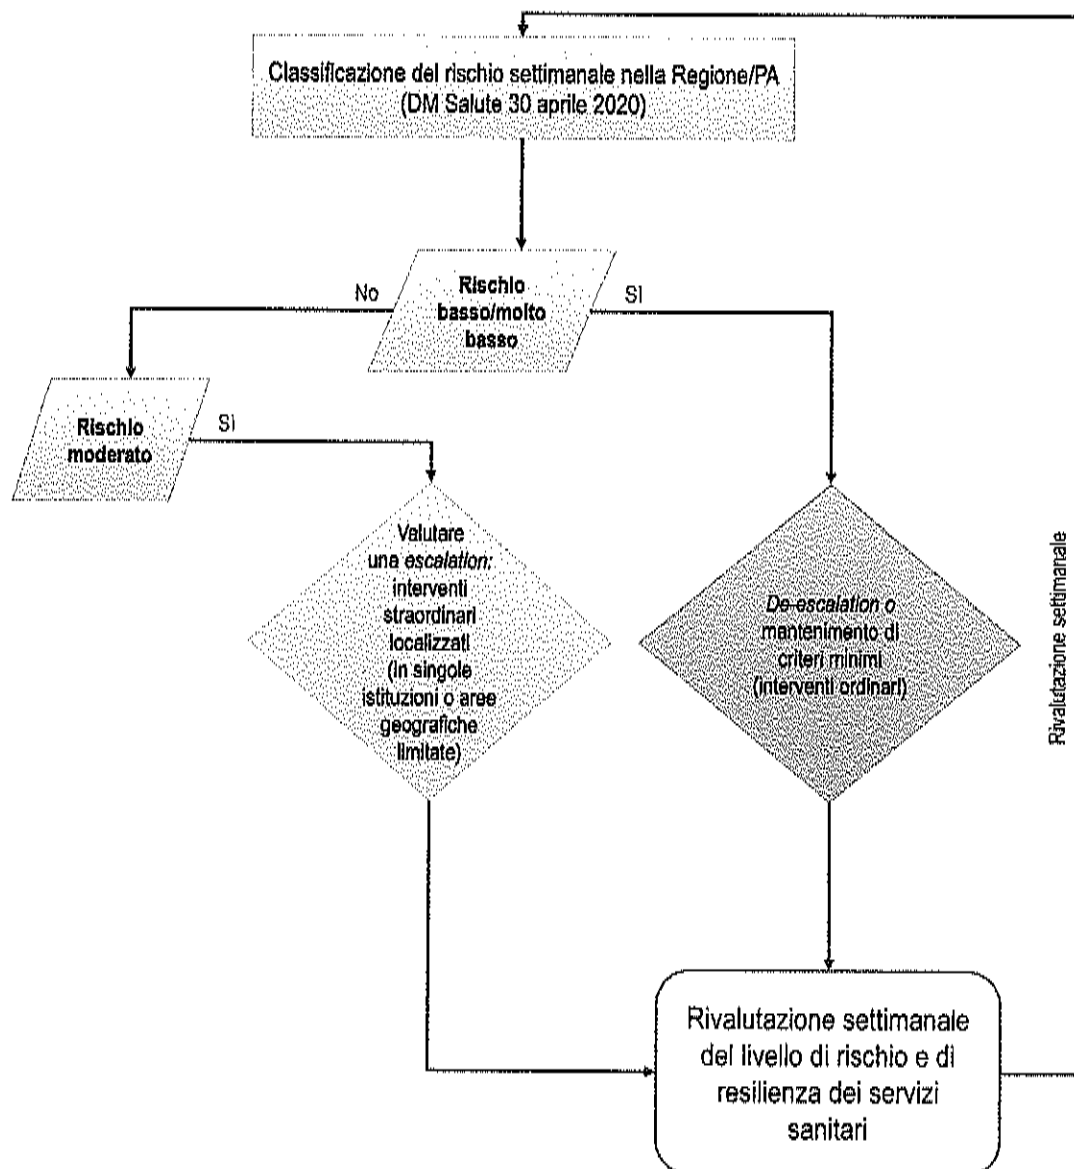 Classificazione del rischio settimanale nella Regione/PA
(DM Salute 30 aprile 2020)
Rischio
basso/molto
basso
No
Sì
Rischio
moderato
Sì
Valutare
una escalation:
interventi
straordinari
localizzati
(in singole
istituzioni o aree
geografiche
limitate)
De-escalation o
mantenimento di
criteri minimi
(interventi ordinari)
Rivalutazione settimanale
Rivalutazione settimanale
del livello di rischio e di
resilienza dei servizi
sanitari